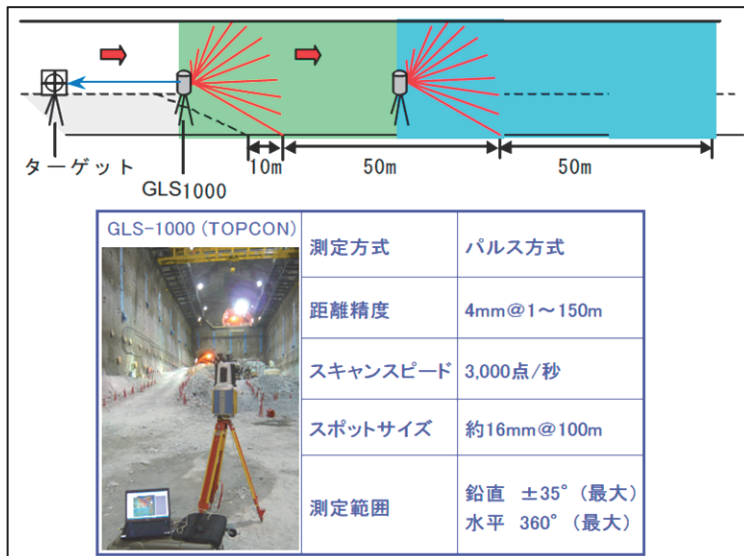 ターゲット
GLS1000
10m
50m
50m
GLS-1000 (TOPCON)
測定方式
パルス方式
距離精度
4mm@1～150m
スキャンスピード
3,000点/秒
スポットサイズ
約16mm@100m
測定範囲
鉛直 ±35° (最大)
水平 360° (最大)